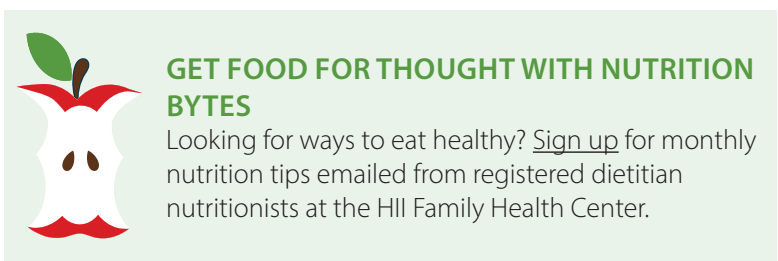 GET FOOD FOR THOUGHT WITH NUTRITION
BYTES
Looking for ways to eat healthy? Sign up for monthly
nutrition tips emailed from registered dietitian
nutritionists at the HII Family Health Center.